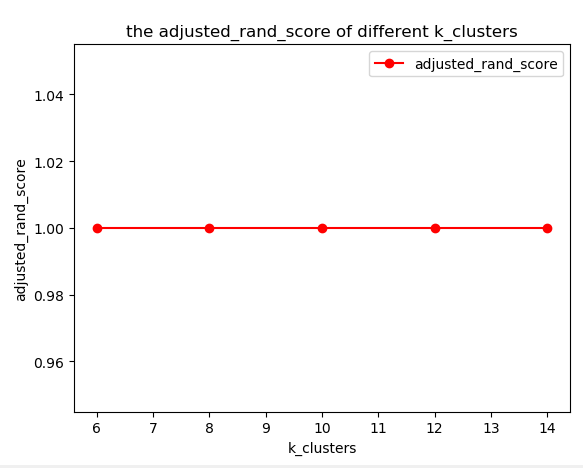 the adjusted_rand_score of different k_clusters
adjusted_rand_score
1.04
1.02
1.00
0.98
0.96
adjusted_rand_score
6 7 8 9 10 11 12 13 14
k_clusters